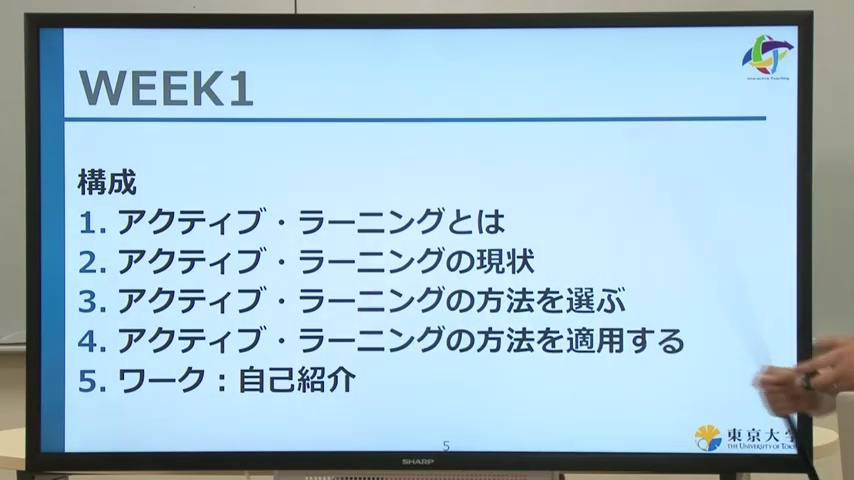 WEEK1
Interactive Teaching
構成
1. アクティブ・ラーニングとは
2. アクティブ・ラーニングの現状
3. アクティブ・ラーニングの方法を選ぶ
4. アクティブ・ラーニングの方法を適用する
5. ワーク：自己紹介
5
東京大学
THE UNIVERSITY OF TOKYO
SHARP